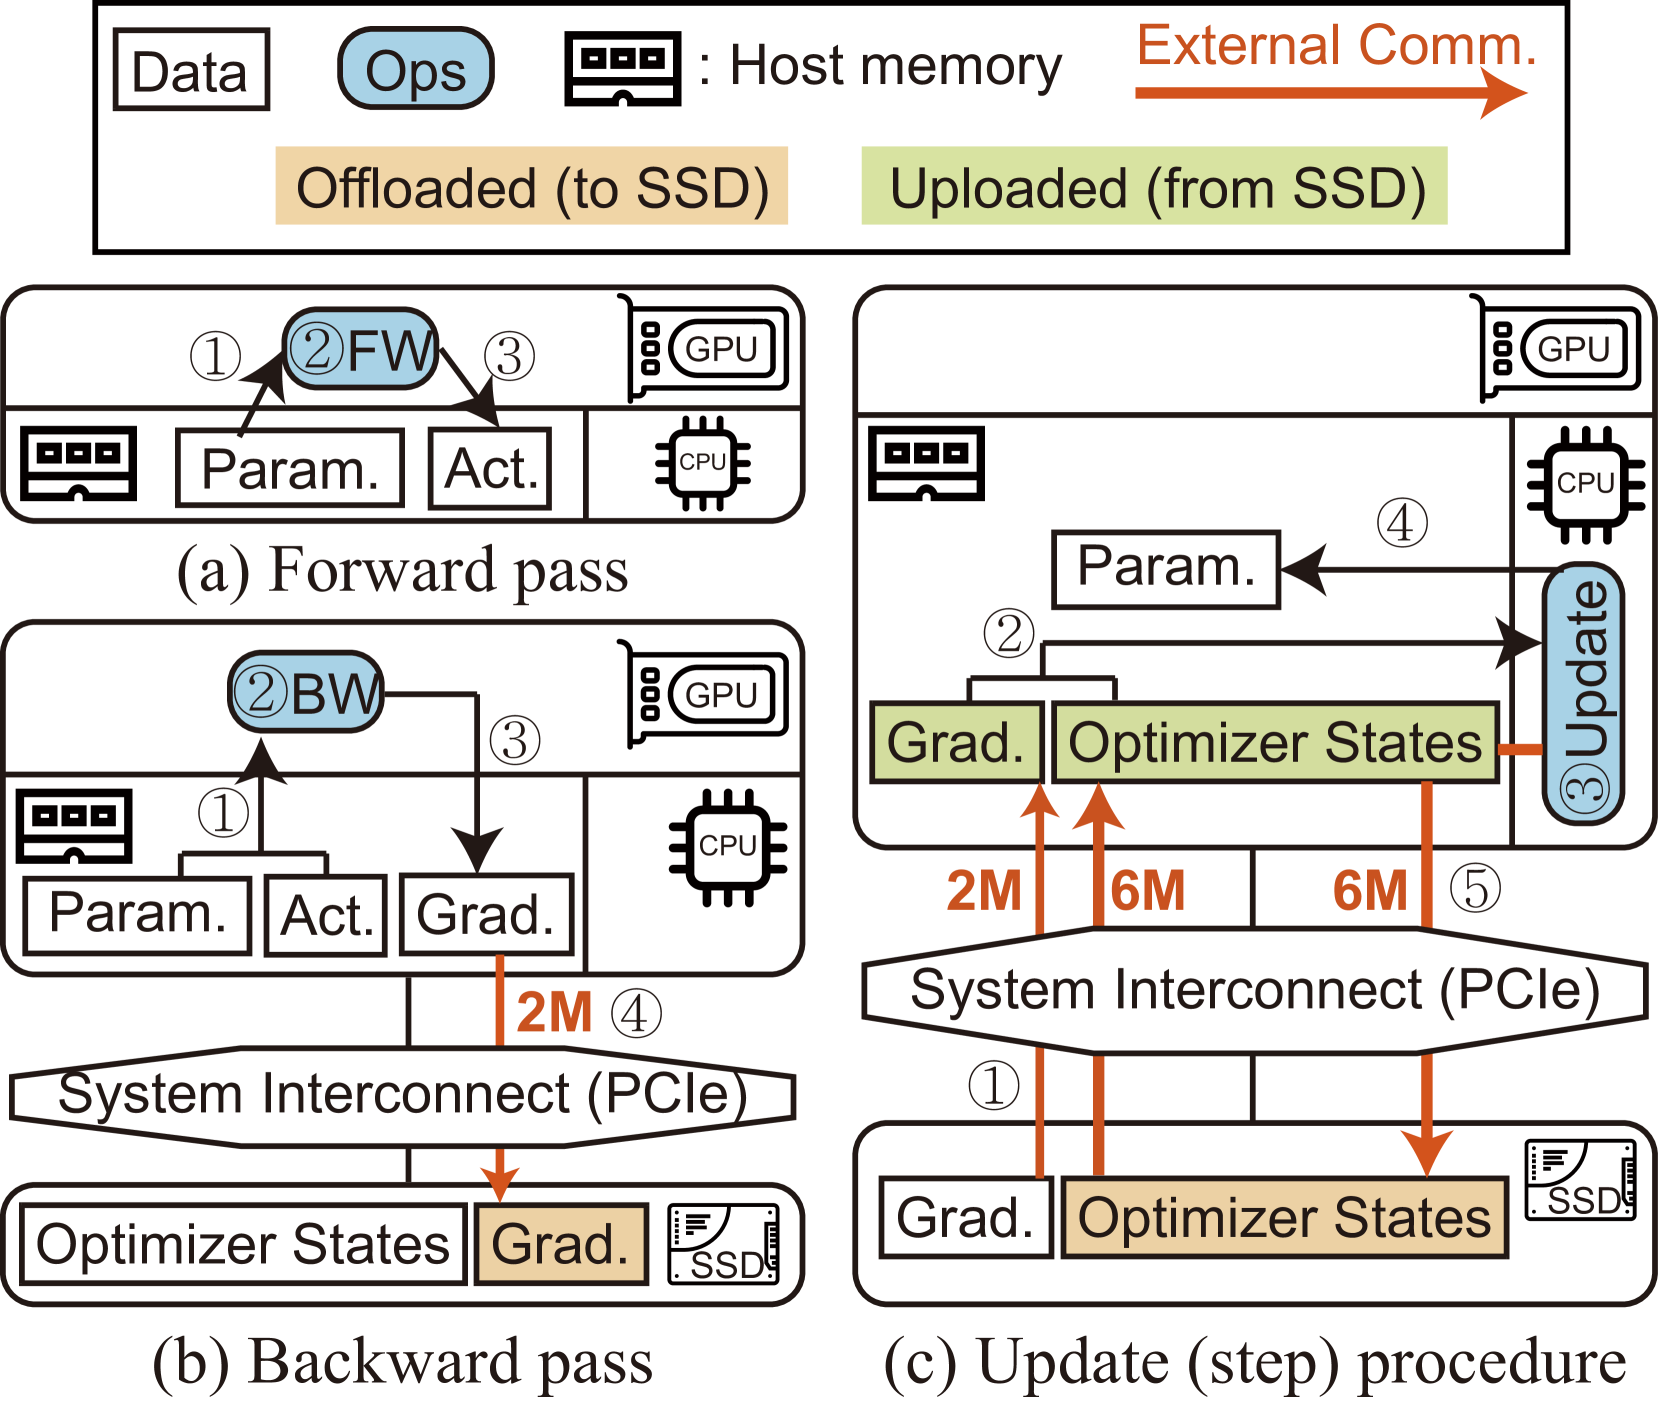 Data
Ops
: Host memory
External Comm.
Offloaded (to SSD)
Uploaded (from SSD)
①
②FW
③
GPU
Param.
Act.
CPU
(a) Forward pass
②BW
③
GPU
①
CPU
Param.
Act.
Grad.
2M ④
System Interconnect (PCIe)
Optimizer States
Grad.
SSD
(b) Backward pass
GPU
CPU
④
Param.
②
③Update
Grad.
Optimizer States
2M
6M
6M ⑤
System Interconnect (PCIe)
①
Grad.
Optimizer States
SSD
(c) Update (step) procedure